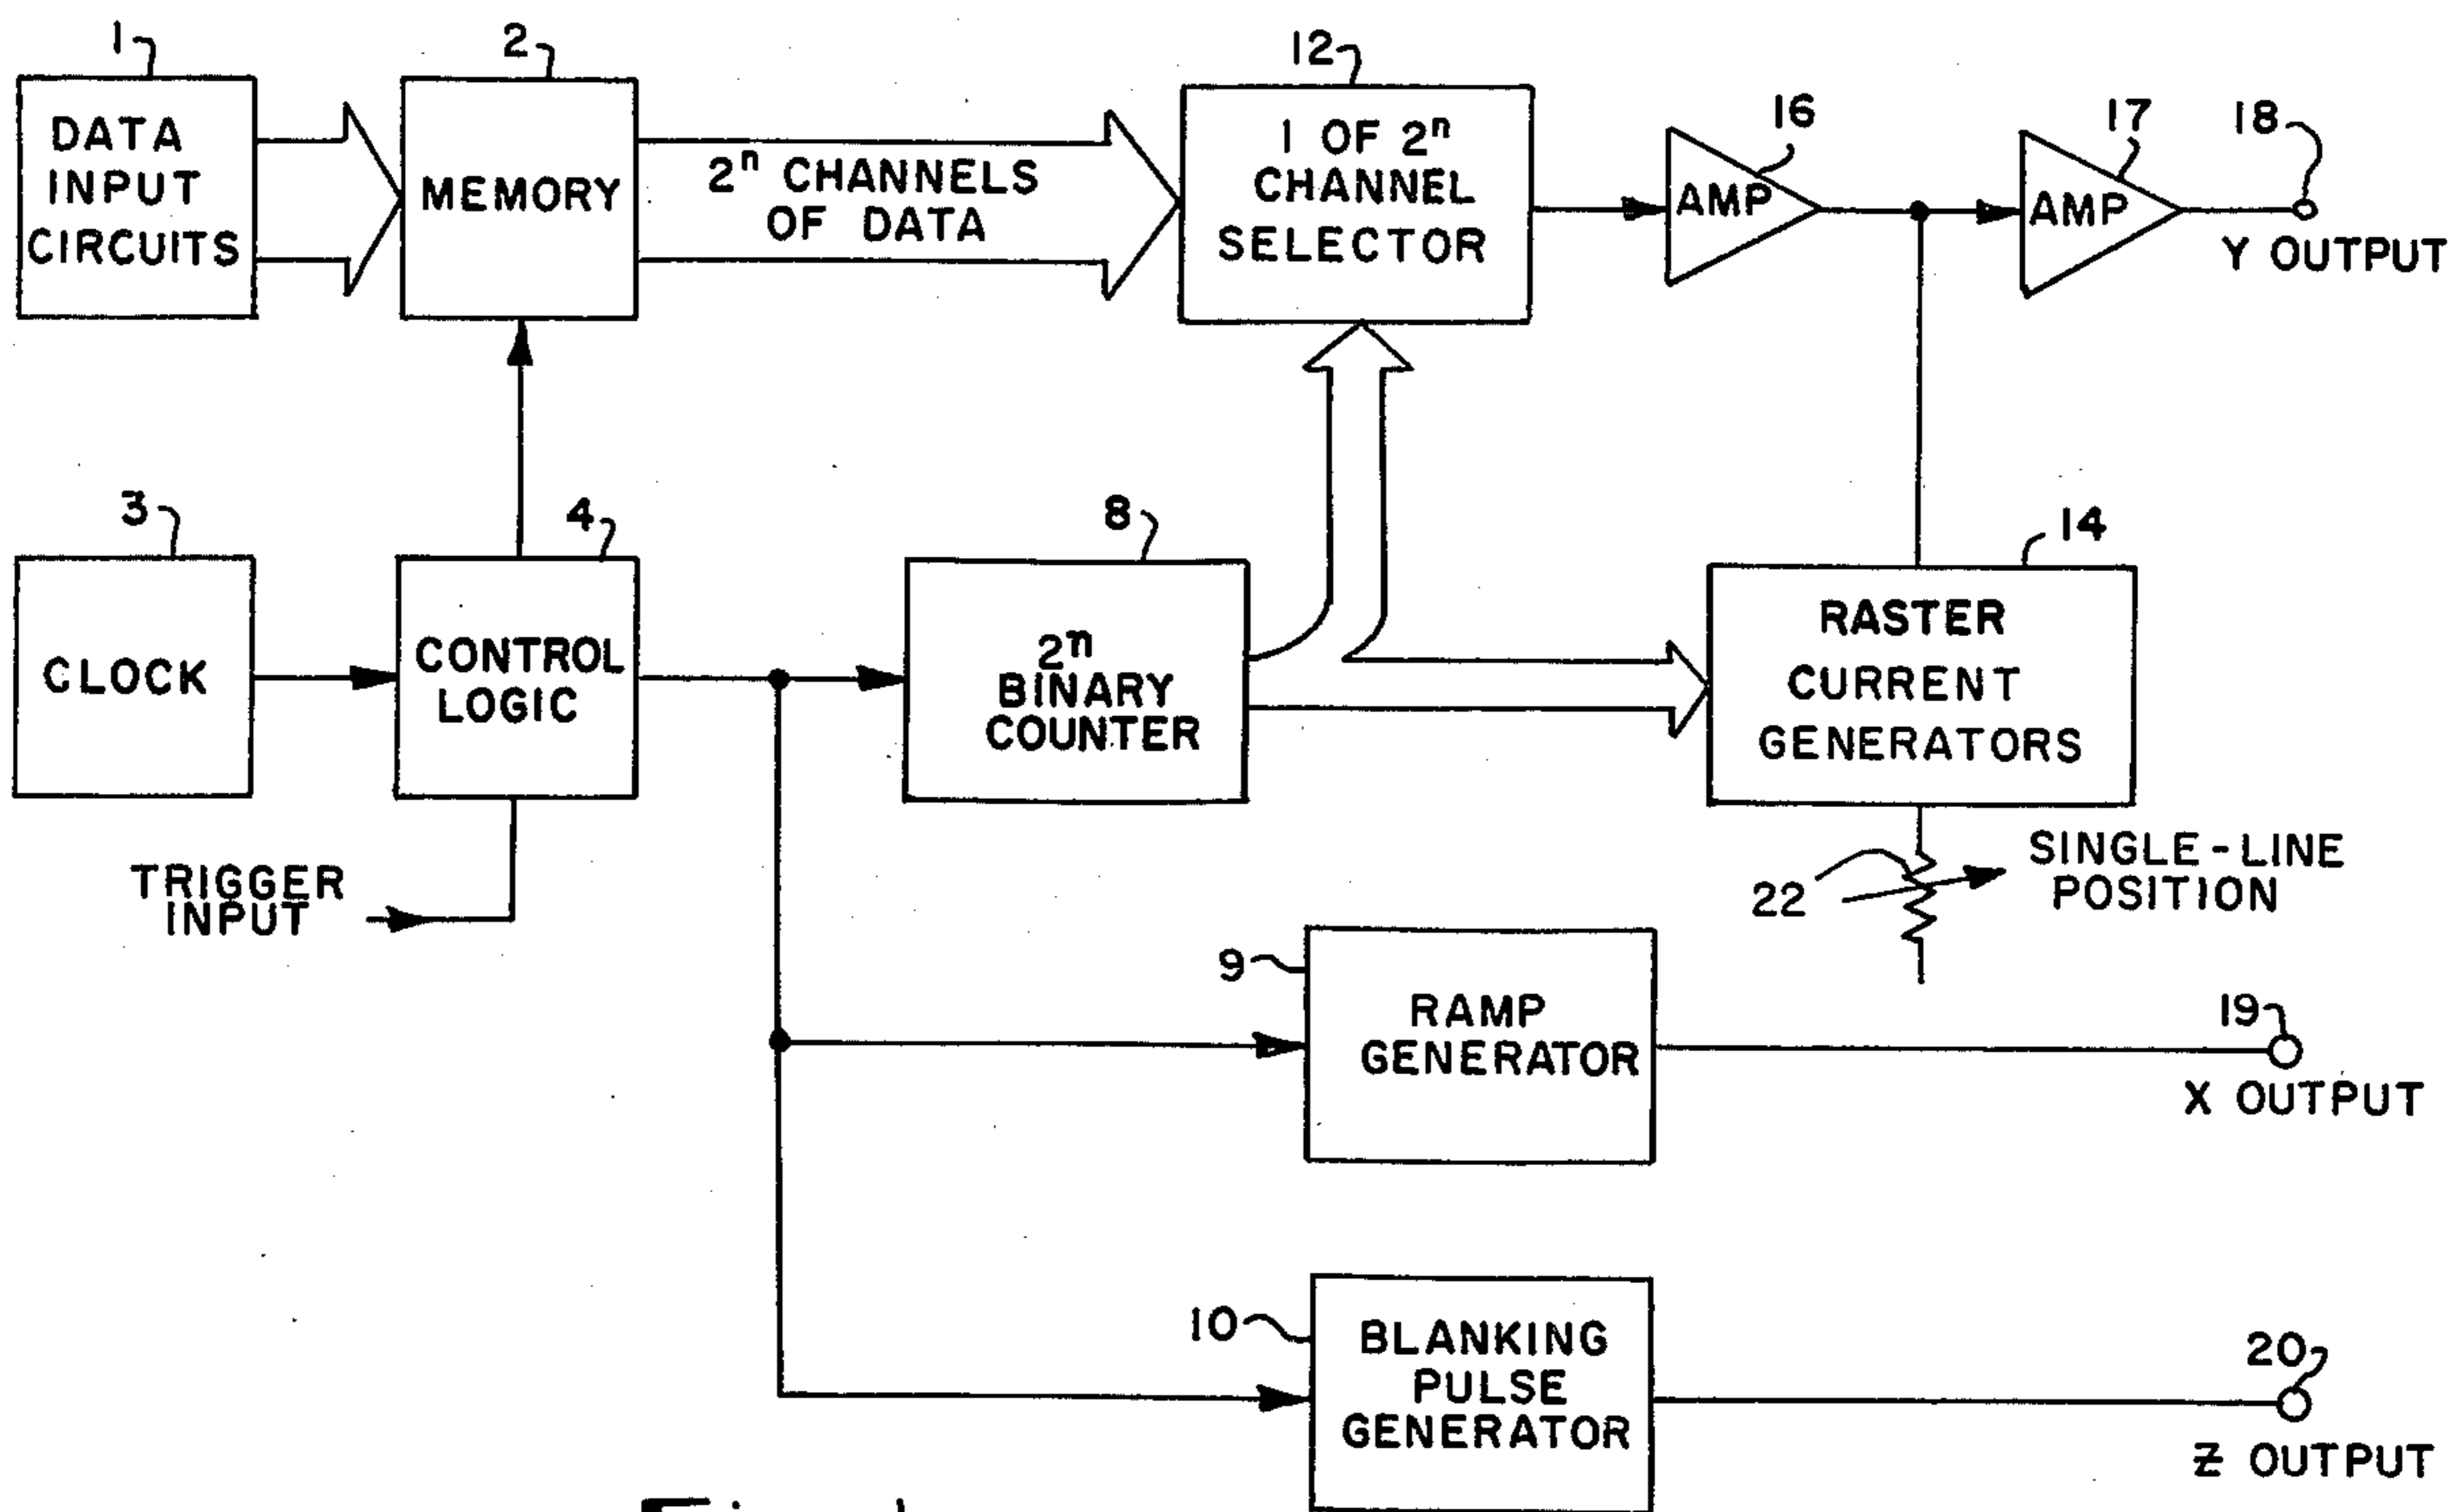 1
DATA
INPUT
CIRCUITS
2
MEMORY
2ⁿ CHANNELS
OF DATA
12
1 OF 2ⁿ
CHANNEL
SELECTOR
16
AMP
17
AMP
18
Y OUTPUT
3
CLOCK
4
CONTROL
LOGIC
TRIGGER
INPUT
8
2ⁿ
BINARY
COUNTER
14
RASTER
CURRENT
GENERATORS
22
SINGLE-LINE
POSITION
9
RAMP
GENERATOR
19
X OUTPUT
10
BLANKING
PULSE
GENERATOR
20
Z OUTPUT